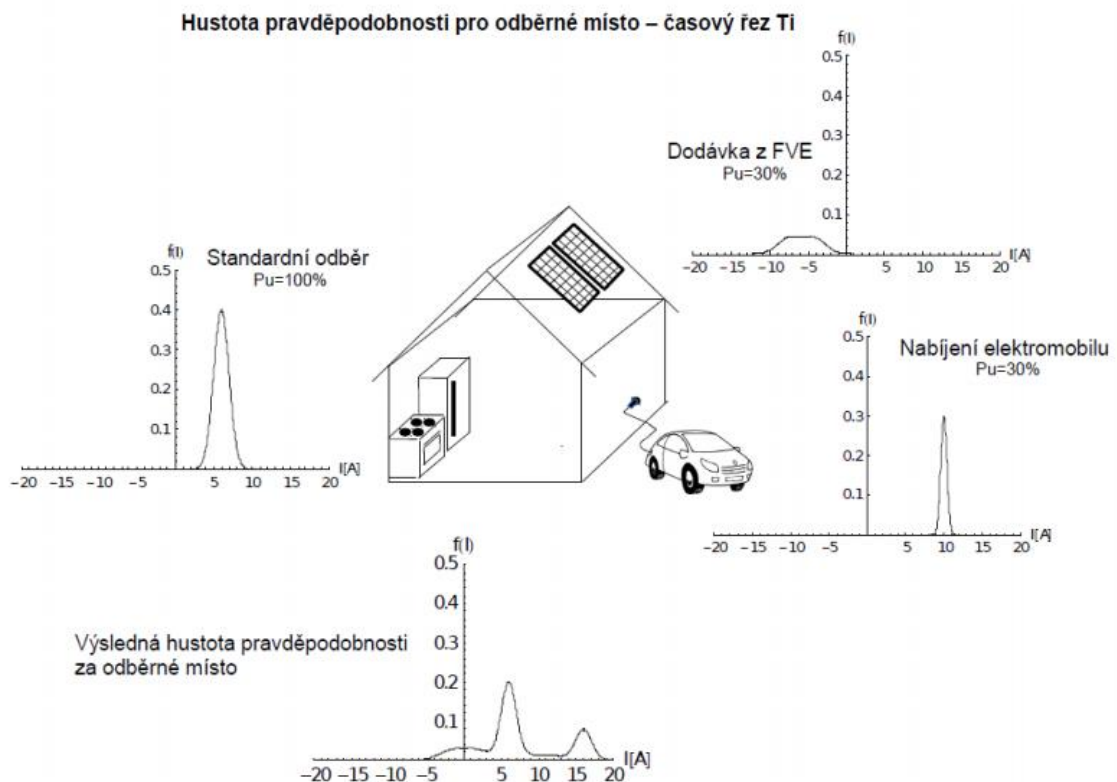 Hustota pravděpodobnosti pro odběrné místo – časový řez Ti
f(I)
0.5
0.4
0.3
0.2
0.1
Dodávka z FVE
Pu=30%
−20 −15 −10 −5 5 10 15 20
I[A]
f(I)
0.5
0.4
0.3
0.2
0.1
Standardní odběr
Pu=100%
−20 −15 −10 −5 5 10 15 20
I[A]
f(I)
0.5
0.4
0.3
0.2
0.1
Nabíjení elektromobilu
Pu=30%
−20 −15 −10 −5 5 10 15 20
I[A]
f(I)
0.5
0.4
0.3
0.2
0.1
Výsledná hustota pravděpodobnosti
za odběrné místo
−20 −15 −10 −5 0 5 10 15 20
I[A]